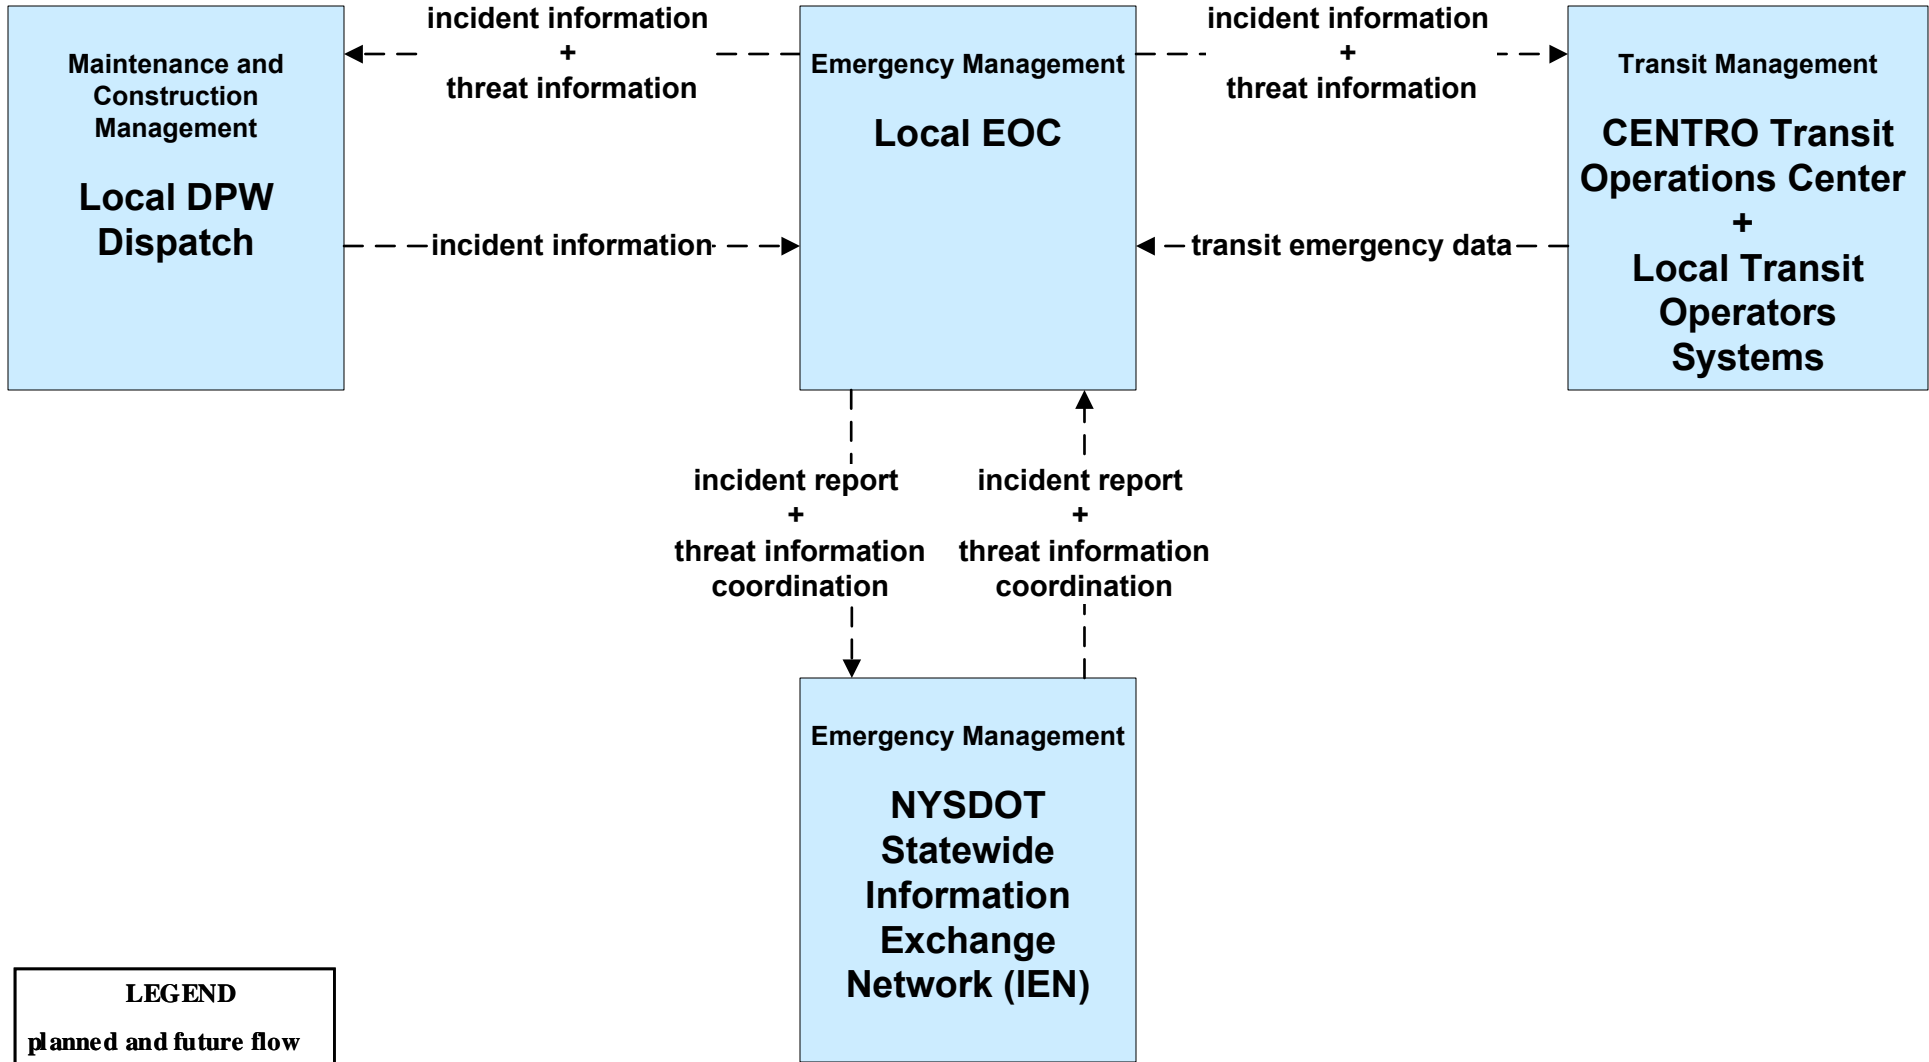 incident information
+
threat information
incident information
+
threat information
Maintenance and
Construction
Management
Local DPW
Dispatch
Emergency Management
Local EOC
Transit Management
CENTRO Transit
Operations Center
+
Local Transit
Operators
Systems
incident information
transit emergency data
incident report
+
threat information
coordination
incident report
+
threat information
coordination
Emergency Management
NYSDOT
Statewide
Information
Exchange
Network (IEN)
LEGEND
planned and future flow